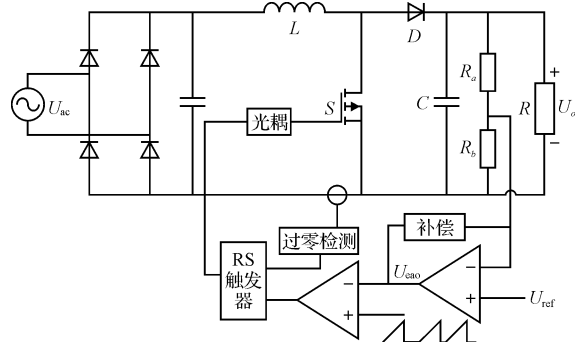 L
D
U_ac
光耦
S
C
R_a
R_b
R
+
U_o
−
过零检测
补偿
RS
触发
器
U_eao
−
+
−
+
U_ref